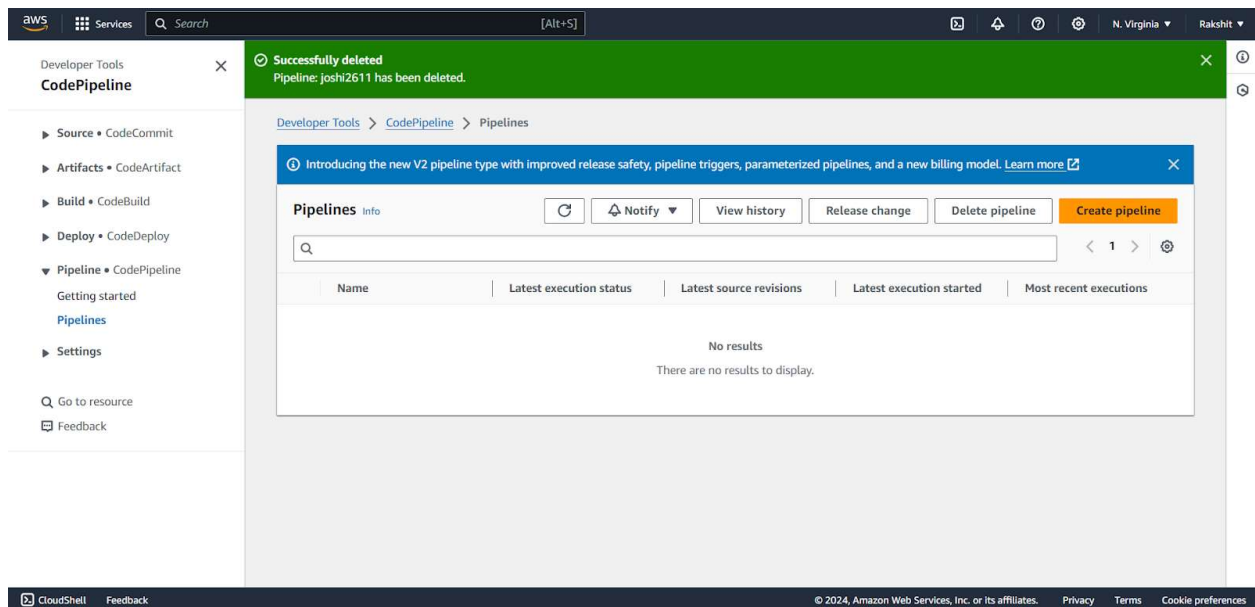 aws Services Search [Alt+S] N. Virginia Rakshit
Developer Tools
CodePipeline
Source • CodeCommit
Artifacts • CodeArtifact
Build • CodeBuild
Deploy • CodeDeploy
Pipeline • CodePipeline
Getting started
Pipelines
Settings
Go to resource
Feedback
Successfully deleted
Pipeline: joshi2611 has been deleted.
Developer Tools > CodePipeline > Pipelines
Introducing the new V2 pipeline type with improved release safety, pipeline triggers, parameterized pipelines, and a new billing model. Learn more
Pipelines Info Notify View history Release change Delete pipeline Create pipeline
< 1 >
Name Latest execution status Latest source revisions Latest execution started Most recent executions
No results
There are no results to display.
CloudShell Feedback © 2024, Amazon Web Services, Inc. or its affiliates. Privacy Terms Cookie preferences